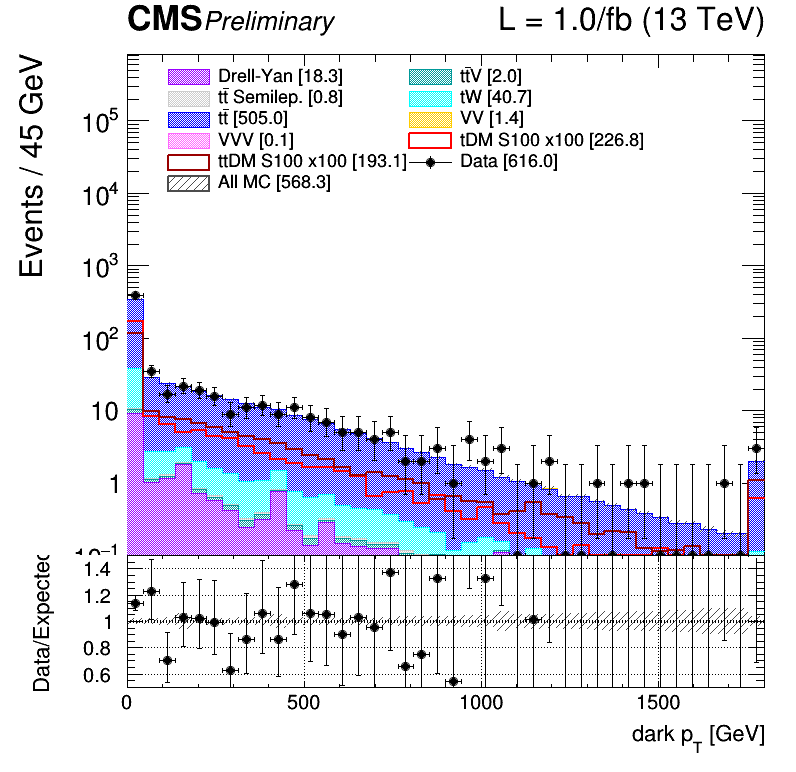 CMS Preliminary L = 1.0/fb (13 TeV)
Events / 45 GeV
Drell-Yan [18.3] tt̄V [2.0]
tt̄ Semilep. [0.8] tW [40.7]
tt̄ [505.0] VV [1.4]
VVV [0.1] tDM S100 x100 [226.8]
ttDM S100 x100 [193.1] Data [616.0]
All MC [568.3]
10⁵
10⁴
10³
10²
10
1
10⁻¹
Data/Expected
1.4
1.2
1
0.8
0.6
0 500 1000 1500
dark p_T [GeV]